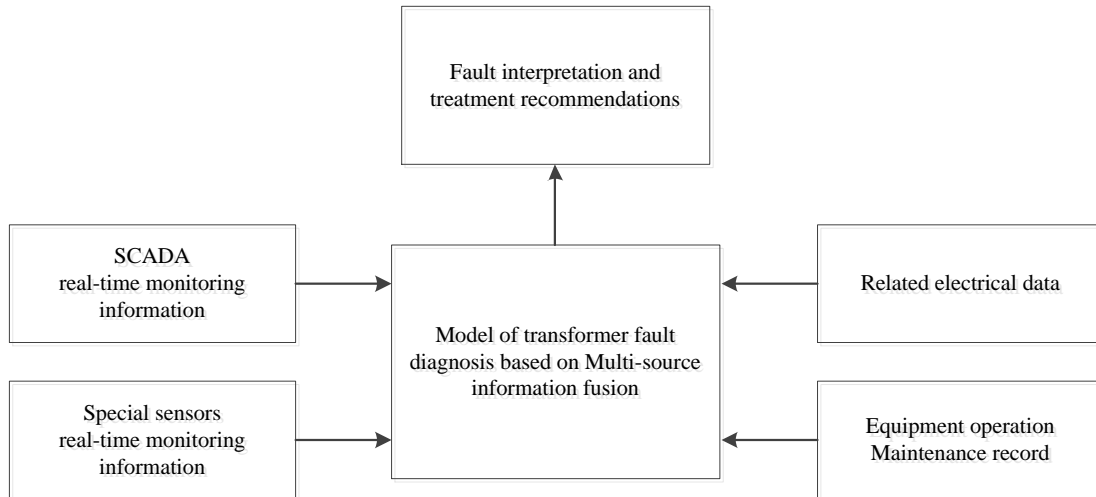 Fault interpretation and
treatment recommendations
SCADA
real-time monitoring
information
Model of transformer fault
diagnosis based on Multi-source
information fusion
Related electrical data
Special sensors
real-time monitoring
information
Equipment operation
Maintenance record